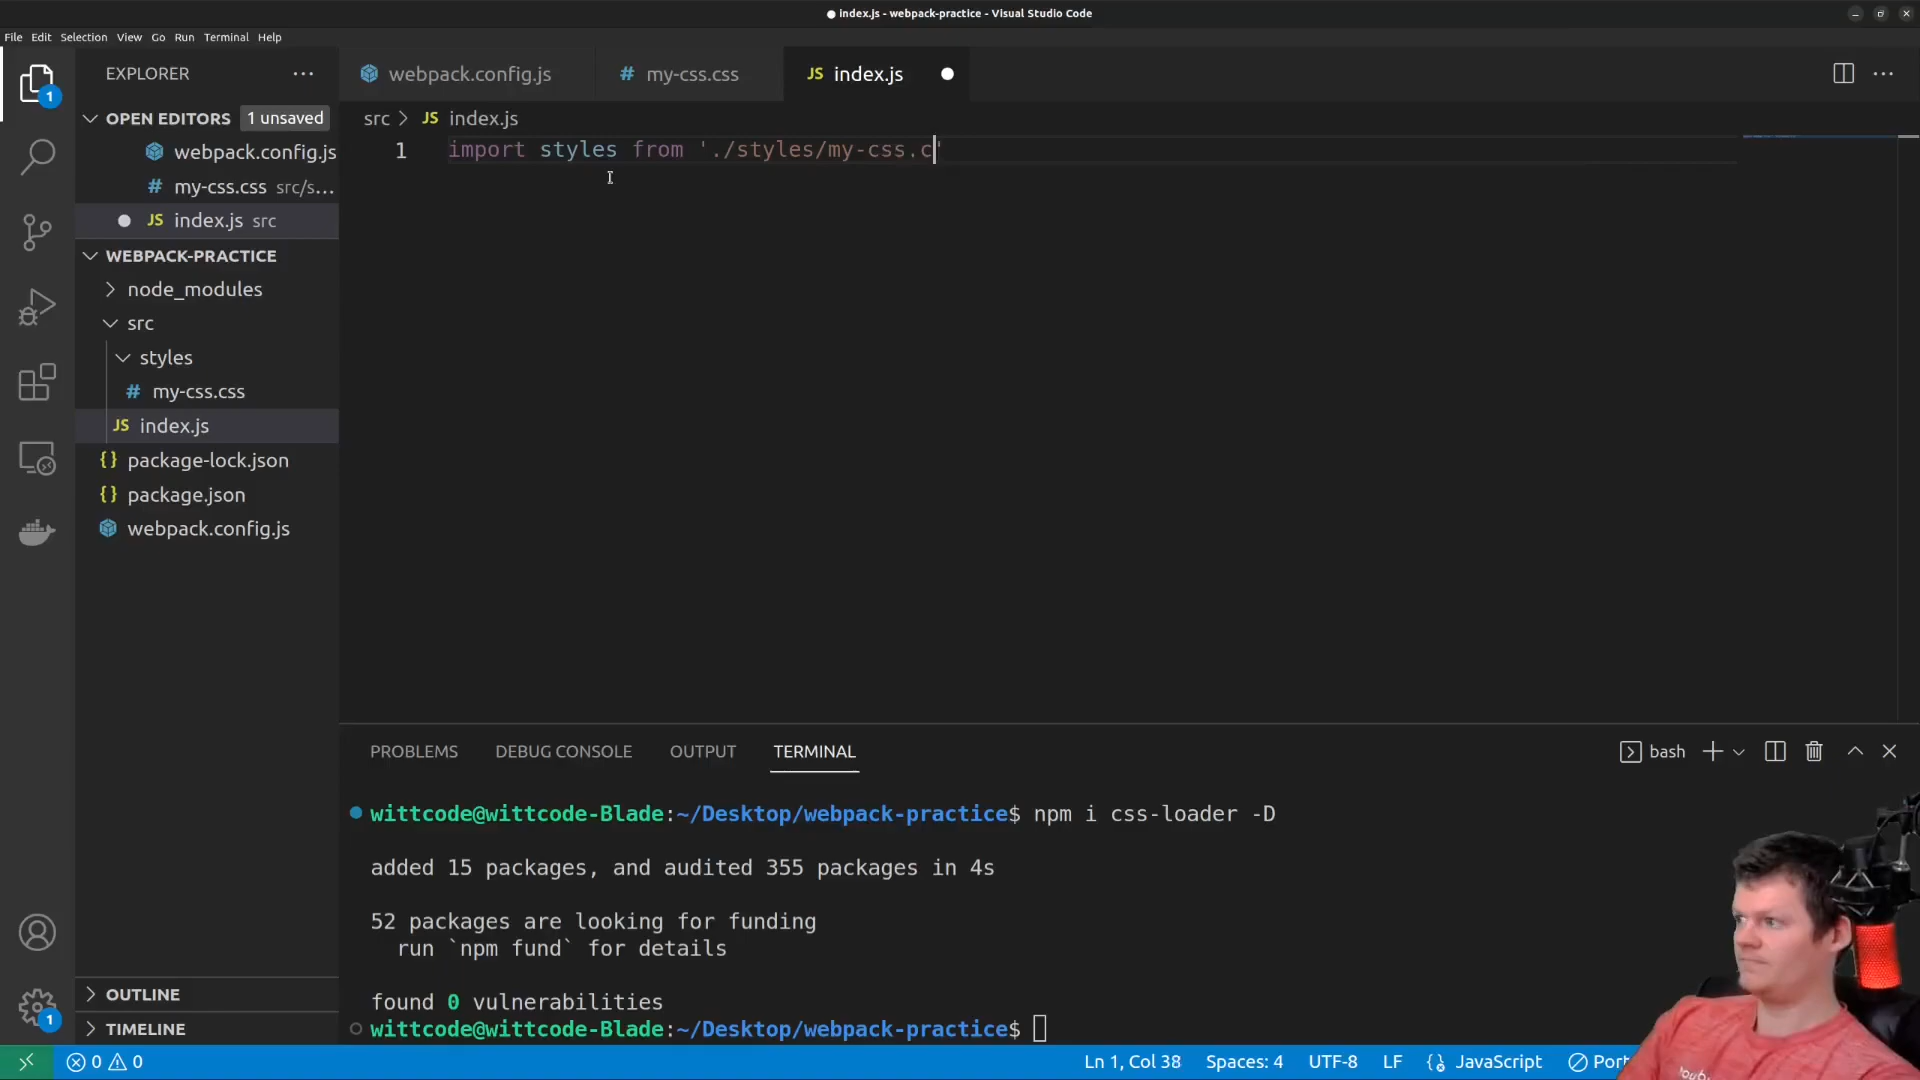 index.js - webpack-practice - Visual Studio Code
File Edit Selection View Go Run Terminal Help
EXPLORER
webpack.config.js
my-css.css
JS index.js
1
OPEN EDITORS 1 unsaved
src > JS index.js
webpack.config.js
# my-css.css src/s...
JS index.js src
1 import styles from './styles/my-css.c'
WEBPACK-PRACTICE
node_modules
src
styles
# my-css.css
JS index.js
{} package-lock.json
{} package.json
webpack.config.js
PROBLEMS DEBUG CONSOLE OUTPUT TERMINAL
bash
wittcode@wittcode-Blade:~/Desktop/webpack-practice$ npm i css-loader -D
added 15 packages, and audited 355 packages in 4s
52 packages are looking for funding
run `npm fund` for details
found 0 vulnerabilities
wittcode@wittcode-Blade:~/Desktop/webpack-practice$
OUTLINE
1
TIMELINE
0 0
Ln 1, Col 38 Spaces: 4 UTF-8 LF {} JavaScript Port